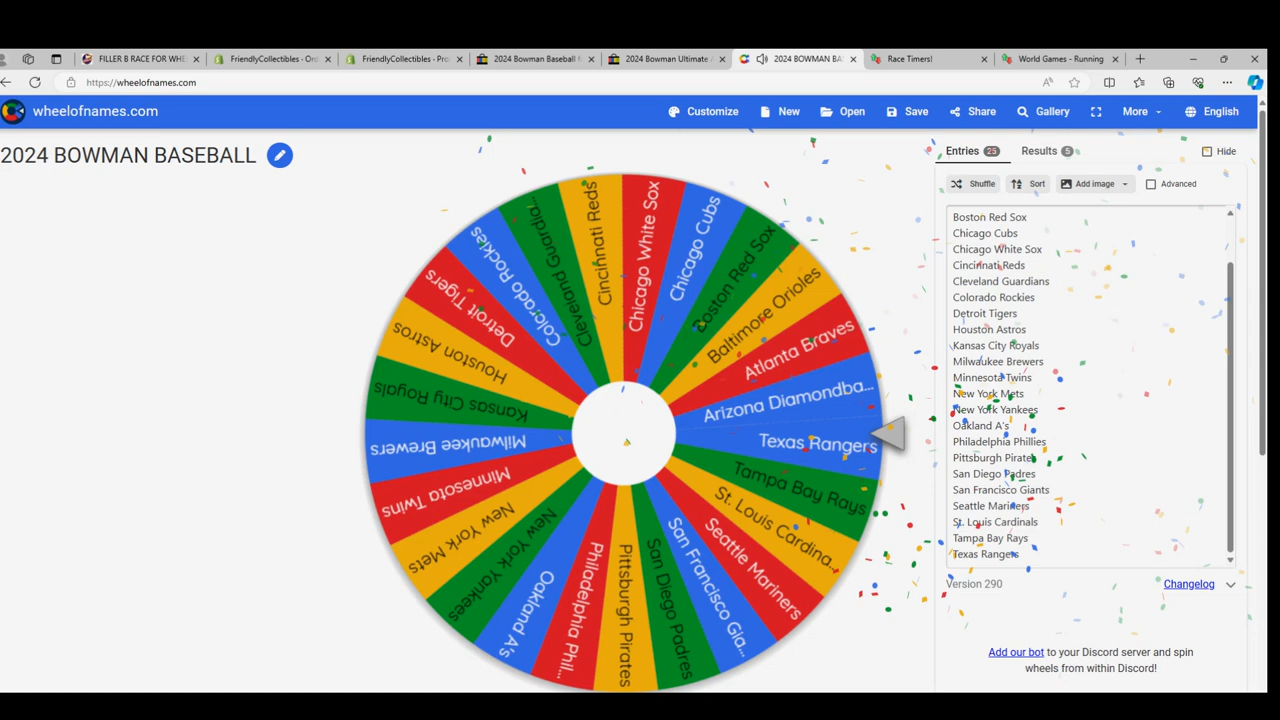 FILLER B RACE FOR WHE
FriendlyCollectibles - Ord
FriendlyCollectibles - Pro
2024 Bowman Baseball
2024 Bowman Ultimate
2024 BOWMAN BA
Race Timers!
World Games - Running
https://wheelofnames.com
wheelofnames.com
Customize
New
Open
Save
Share
Gallery
More
English
2024 BOWMAN BASEBALL
Entries 25
Results 5
Hide
Shuffle
Sort
Add image
Advanced
Boston Red Sox
Chicago Cubs
Chicago White Sox
Cincinnati Reds
Cleveland Guardians
Colorado Rockies
Detroit Tigers
Houston Astros
Kansas City Royals
Milwaukee Brewers
Minnesota Twins
New York Mets
New York Yankees
Oakland A's
Philadelphia Phillies
Pittsburgh Pirates
San Diego Padres
San Francisco Giants
Seattle Mariners
St. Louis Cardinals
Tampa Bay Rays
Texas Rangers
Version 290
Changelog
Add our bot to your Discord server and spin
wheels from within Discord!
Cincinnati Reds
Chicago White Sox
Chicago Cubs
Boston Red Sox
Baltimore Orioles
Atlanta Braves
Arizona Diamondba...
Texas Rangers
Tampa Bay Rays
St. Louis Cardina...
Seattle Mariners
San Francisco Gia...
San Diego Padres
Pittsburgh Pirates
Philadelphia Phil...
Oakland A's
New York Yankees
New York Mets
Minnesota Twins
Milwaukee Brewers
Kansas City Royals
Houston Astros
Detroit Tigers
Colorado Rockies
Cleveland Guardia...